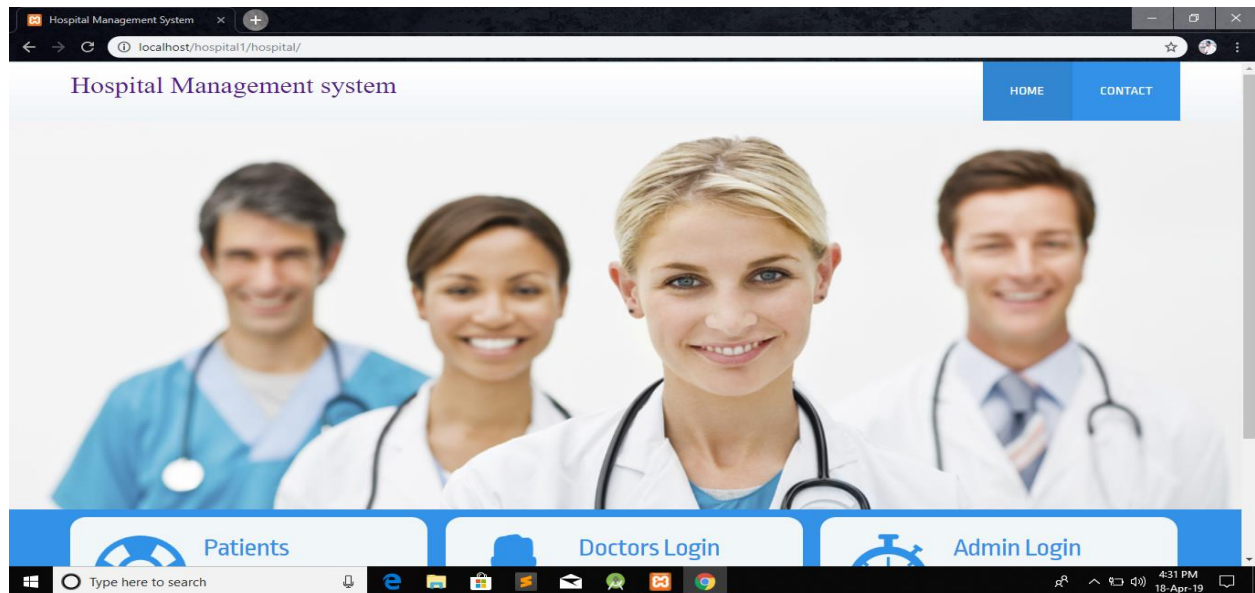 Hospital Management System
localhost/hospital1/hospital/
Hospital Management system
HOME
CONTACT
Patients
Doctors Login
Admin Login
Type here to search
4:31 PM
18-Apr-19